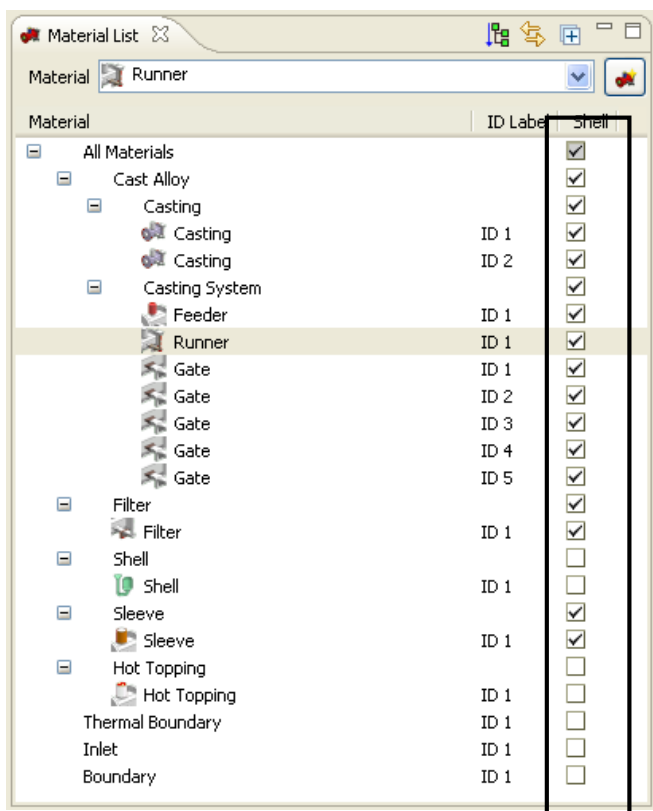 Material List
Material Runner
Material ID Label Shell
All Materials
Cast Alloy
Casting
Casting ID 1
Casting ID 2
Casting System
Feeder ID 1
Runner ID 1
Gate ID 1
Gate ID 2
Gate ID 3
Gate ID 4
Gate ID 5
Filter
Filter ID 1
Shell
Shell ID 1
Sleeve
Sleeve ID 1
Hot Topping
Hot Topping ID 1
Thermal Boundary ID 1
Inlet ID 1
Boundary ID 1